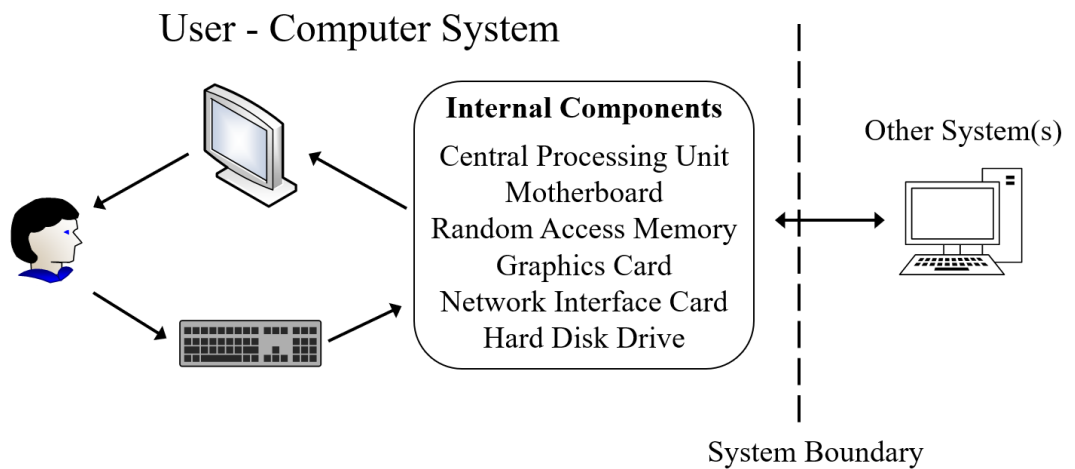 User - Computer System
Internal Components
Central Processing Unit
Motherboard
Random Access Memory
Graphics Card
Network Interface Card
Hard Disk Drive
Other System(s)
System Boundary